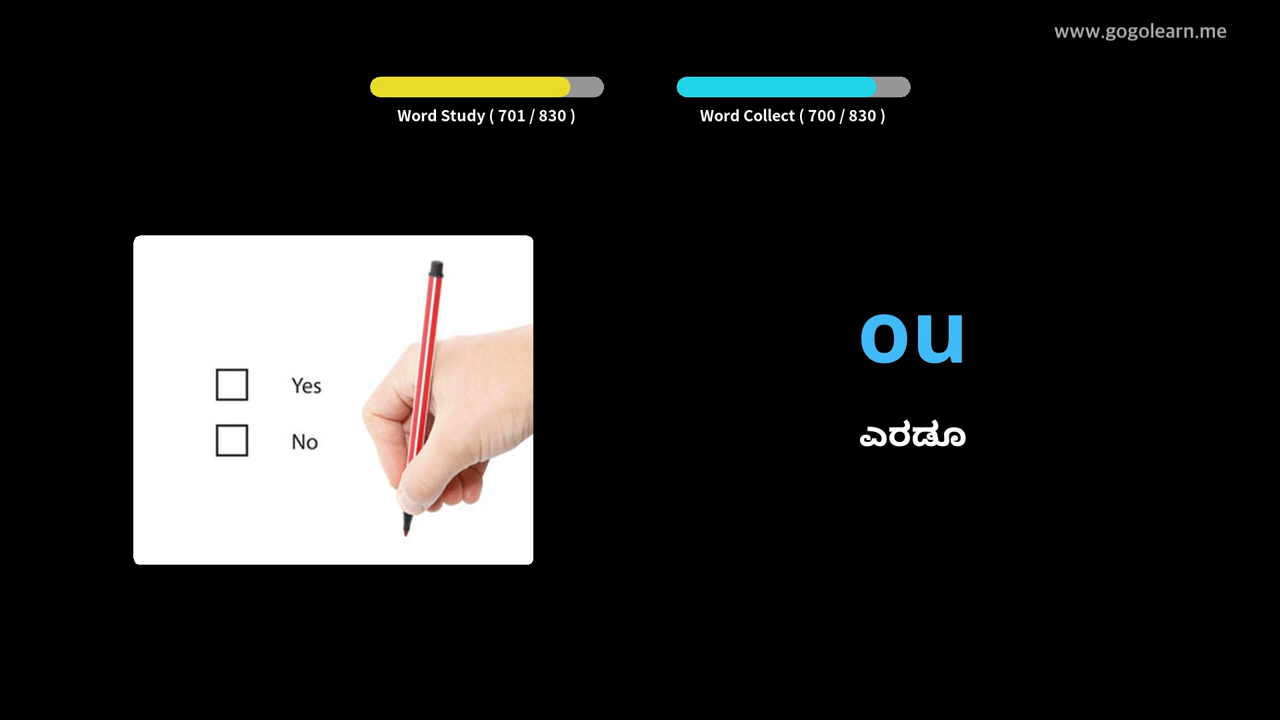 www.gogolearn.me
Word Study ( 701 / 830 )
Word Collect ( 700 / 830 )
Yes
No
ou
ಎರಡೂ